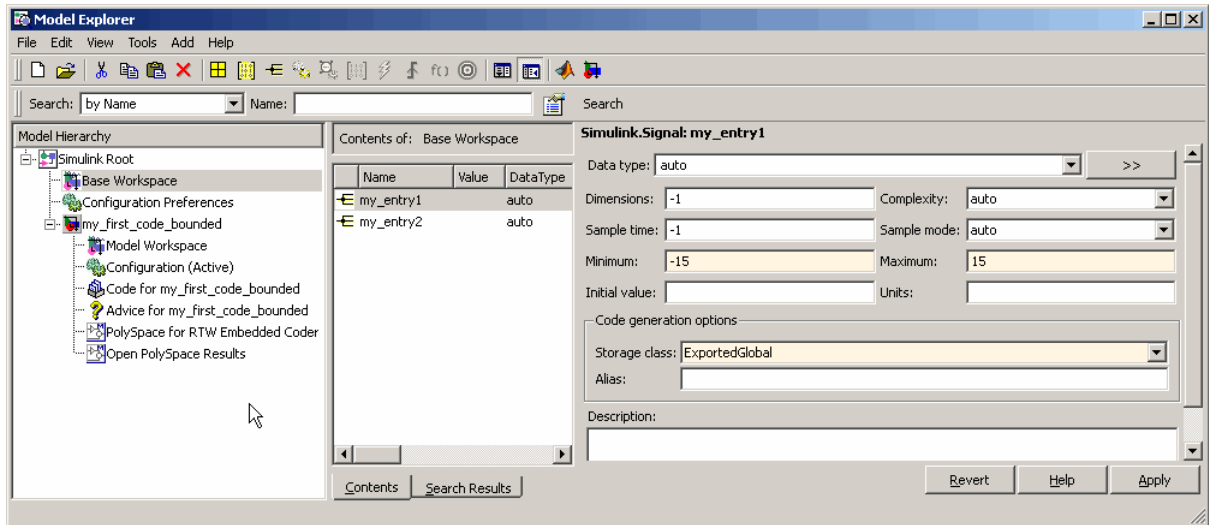 Model Explorer
File Edit View Tools Add Help
f()
Search: by Name Name: Search
Model Hierarchy
Simulink Root
Base Workspace
Configuration Preferences
my_first_code_bounded
Model Workspace
Configuration (Active)
Code for my_first_code_bounded
Advice for my_first_code_bounded
PolySpace for RTW Embedded Coder
Open PolySpace Results
Contents of: Base Workspace
Name Value DataType
my_entry1 auto
my_entry2 auto
Contents Search Results
Simulink.Signal: my_entry1
Data type: auto >>
Dimensions: -1 Complexity: auto
Sample time: -1 Sample mode: auto
Minimum: -15 Maximum: 15
Initial value: Units:
Code generation options
Storage class: ExportedGlobal
Alias:
Description:
Revert Help Apply